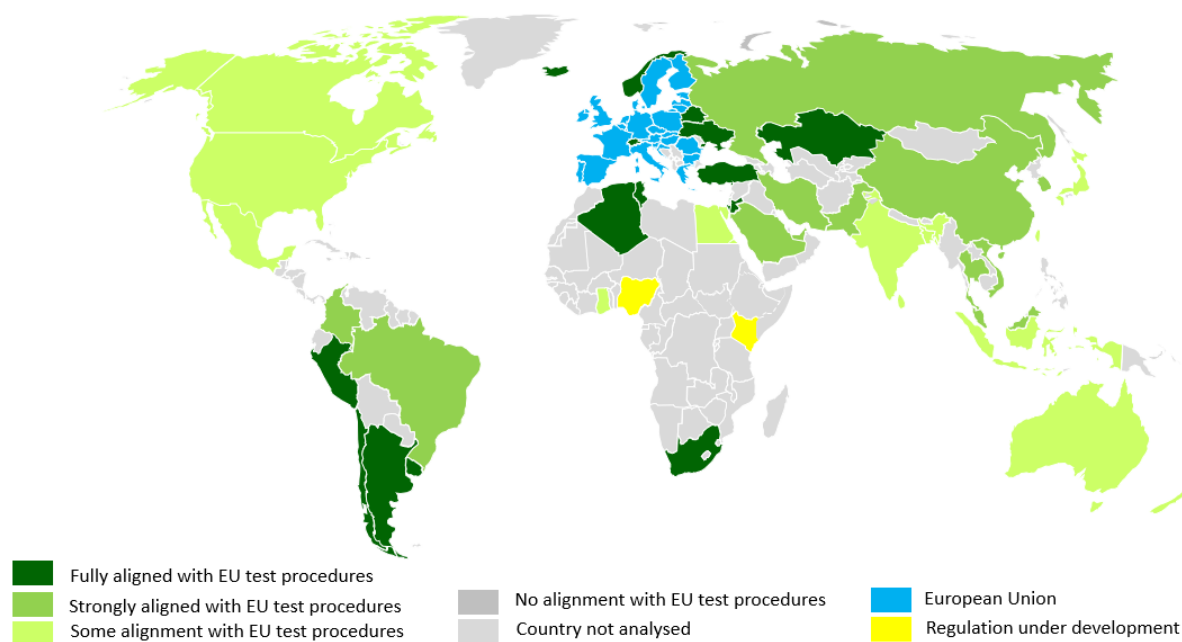 Fully aligned with EU test procedures
Strongly aligned with EU test procedures
Some alignment with EU test procedures
No alignment with EU test procedures
Country not analysed
European Union
Regulation under development